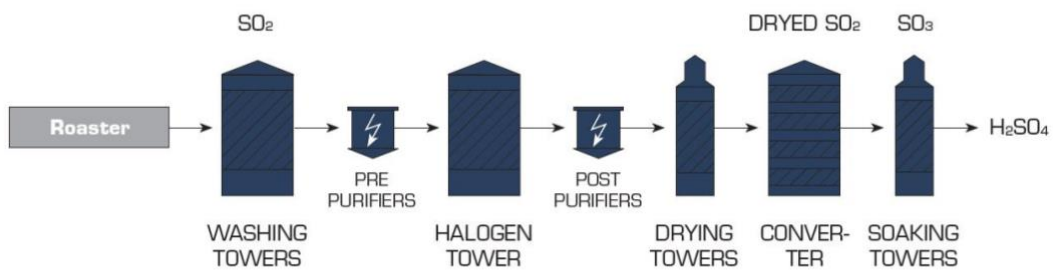 SO₂
DRYED SO₂
SO₃
Roaster
H₂SO₄
PRE
PURIFIERS
POST
PURIFIERS
WASHING
TOWERS
HALOGEN
TOWER
DRYING
TOWERS
CONVER-
TER
SOAKING
TOWERS